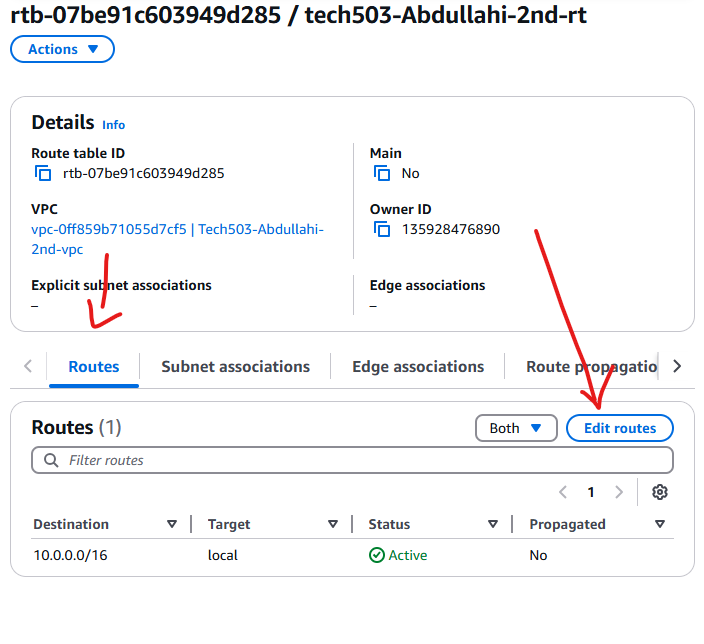 rtb-07be91c603949d285 / tech503-Abdullahi-2nd-rt
Actions
Details Info
Route table ID
rtb-07be91c603949d285
Main
No
VPC
vpc-0ff859b71055d7cf5 | Tech503-Abdullahi-
2nd-vpc
Owner ID
135928476890
Explicit subnet associations
–
Edge associations
–
Routes Subnet associations Edge associations Route propagatio
Routes (1) Both Edit routes
Filter routes
1
Destination Target Status Propagated
10.0.0.0/16 local Active No